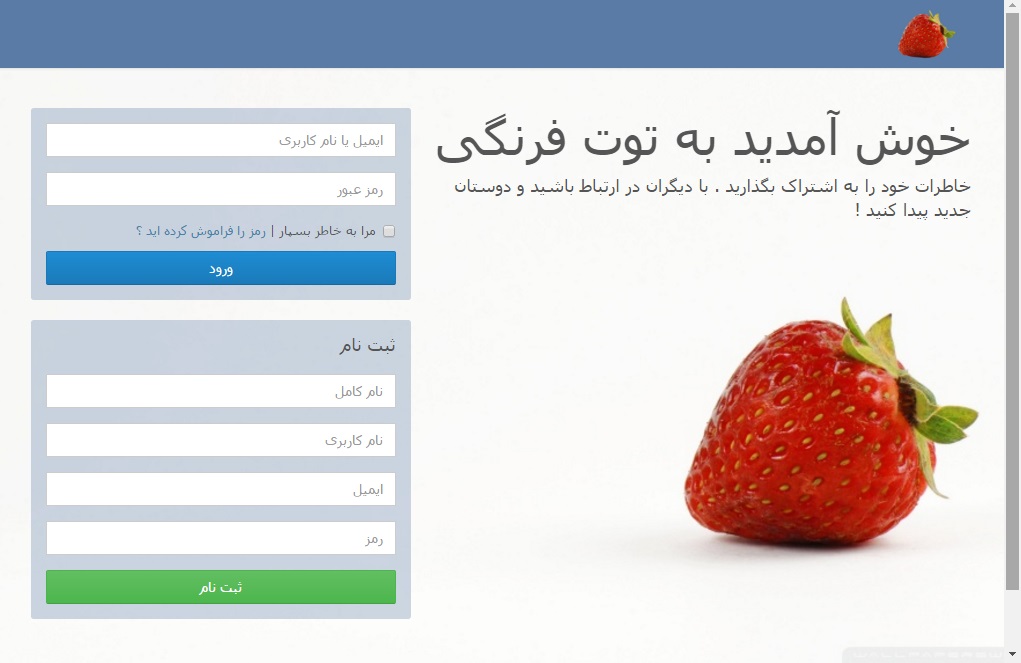 خوش آمدید به توت فرنگی
خاطرات خود را به اشتراک بگذارید . با دیگران در ارتباط باشید و دوستان
جدید پیدا کنید !
ایمیل یا نام کاربری
رمز عبور
مرا به خاطر بسپار | رمز را فراموش کرده اید ؟
ورود
ثبت نام
نام کامل
نام کاربری
ایمیل
رمز
ثبت نام